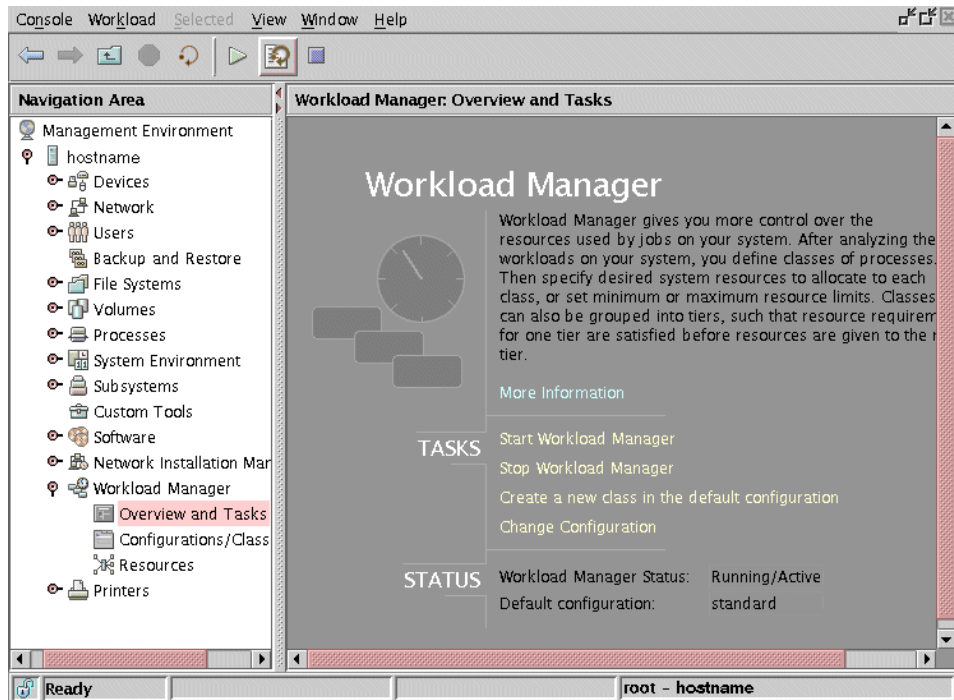 Console Workload Selected View Window Help
Navigation Area
Management Environment
hostname
Devices
Network
Users
Backup and Restore
File Systems
Volumes
Processes
System Environment
Subsystems
Custom Tools
Software
Network Installation Mar
Workload Manager
Overview and Tasks
Configurations/Class
Resources
Printers
Workload Manager: Overview and Tasks
Workload Manager
Workload Manager gives you more control over the
resources used by jobs on your system. After analyzing the
workloads on your system, you define classes of processes.
Then specify desired system resources to allocate to each
class, or set minimum or maximum resource limits. Classes
can also be grouped into tiers, such that resource requirem
for one tier are satisfied before resources are given to the
tier.
More Information
TASKS
Start Workload Manager
Stop Workload Manager
Create a new class in the default configuration
Change Configuration
STATUS
Workload Manager Status: Running/Active
Default configuration: standard
Ready
root - hostname